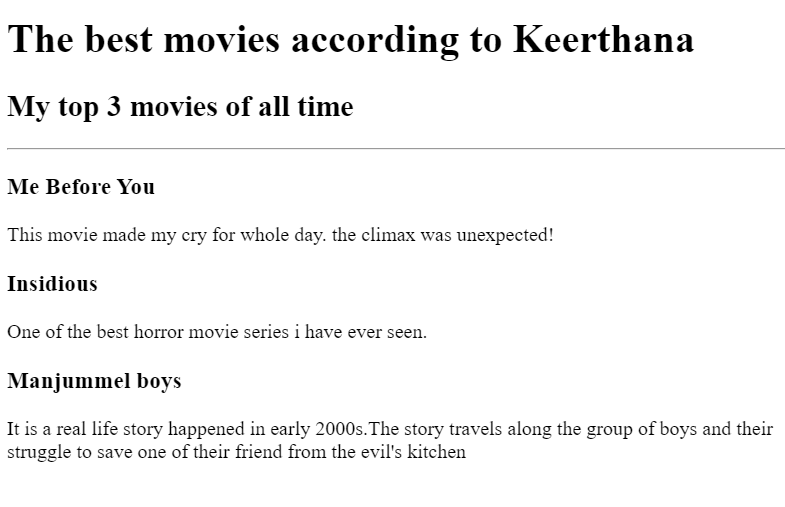 The best movies according to Keerthana
My top 3 movies of all time
Me Before You
This movie made my cry for whole day. the climax was unexpected!
Insidious
One of the best horror movie series i have ever seen.
Manjummel boys
It is a real life story happened in early 2000s.The story travels along the group of boys and their
struggle to save one of their friend from the evil's kitchen